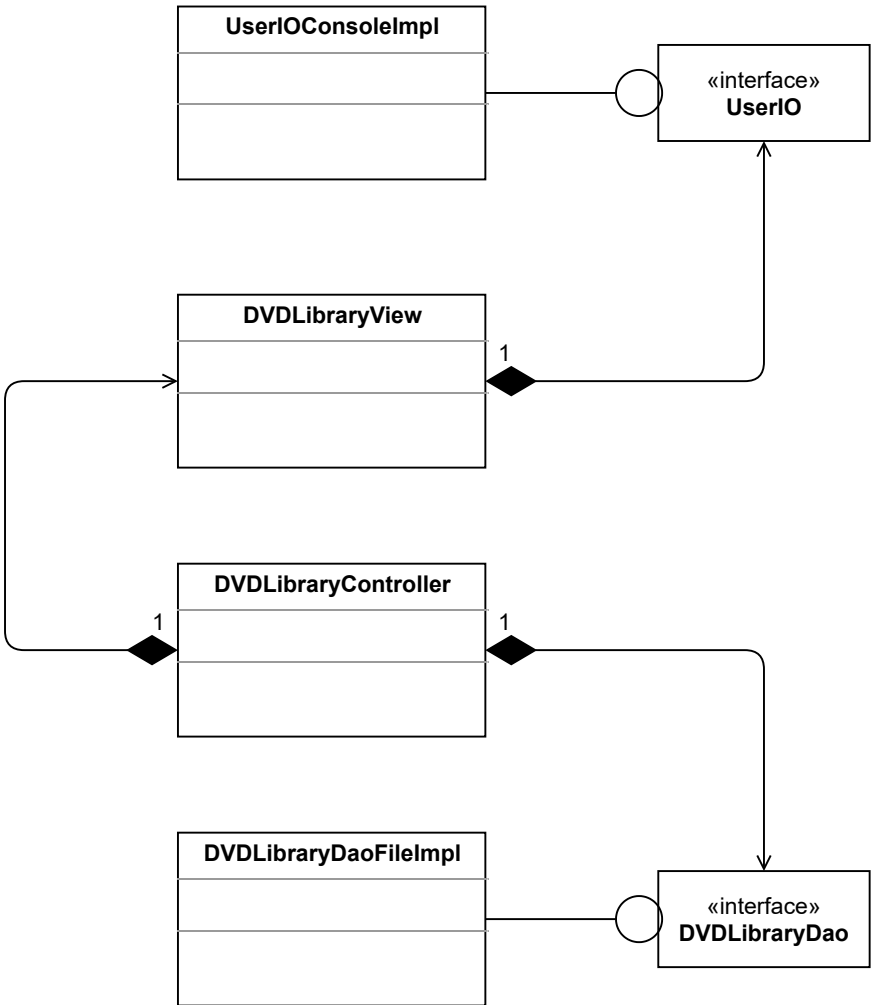 UserIOConsoleImpl
«interface»
UserIO
DVDLibraryView
1
DVDLibraryController
1
1
DVDLibraryDaoFileImpl
«interface»
DVDLibraryDao